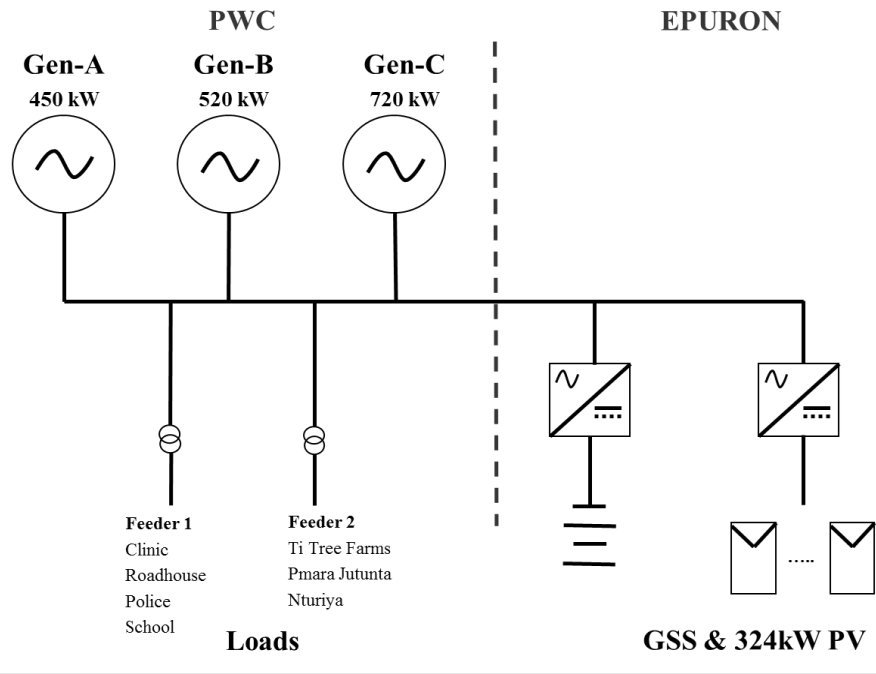 PWC
EPURON
Gen-A
Gen-B
Gen-C
450 kW
520 kW
720 kW
Feeder 1
Clinic
Roadhouse
Police
School
Feeder 2
Ti Tree Farms
Pmara Jutunta
Nturiya
Loads
GSS & 324kW PV